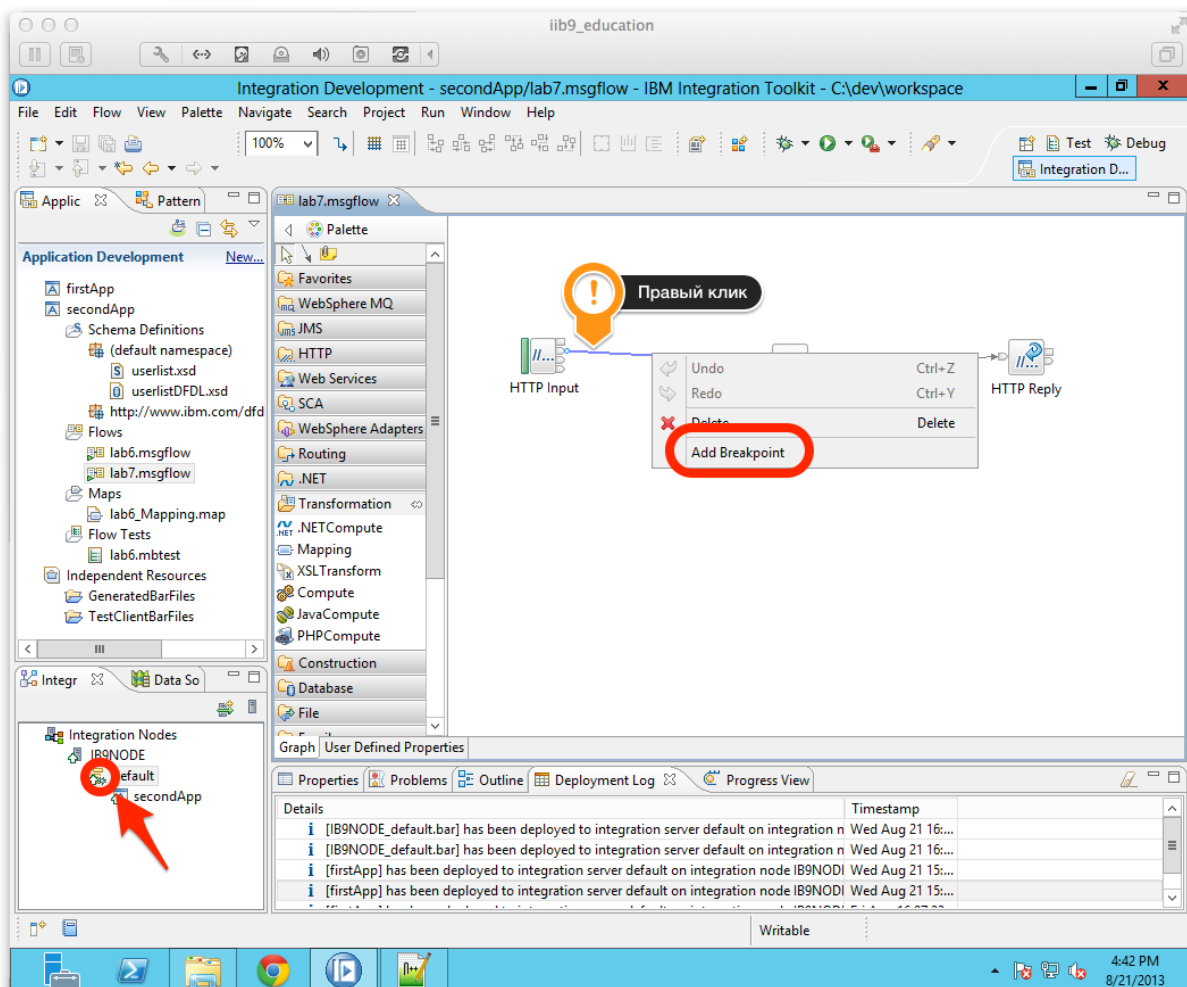 iib9_education
Integration Development - secondApp/lab7.msgflow - IBM Integration Toolkit - C:\dev\workspace
File Edit Flow View Palette Navigate Search Project Run Window Help
100%
Test Debug
Integration D...
Applic Pattern
lab7.msgflow
Palette
Application Development New...
firstApp
secondApp
Schema Definitions
(default namespace)
userlist.xsd
userlistDFDL.xsd
http://www.ibm.com/dfd
Flows
lab6.msgflow
lab7.msgflow
Maps
lab6_Mapping.map
Flow Tests
lab6.mbtest
Independent Resources
GeneratedBarFiles
TestClientBarFiles
Favorites
WebSphere MQ
JMS
HTTP
Web Services
SCA
WebSphere Adapters
Routing
.NET
Transformation
.NETCompute
Mapping
XSLTransform
Compute
JavaCompute
PHPCompute
Construction
Database
File
Graph User Defined Properties
Правый клик
HTTP Input
HTTP Reply
Undo Ctrl+Z
Redo Ctrl+Y
Delete Delete
Add Breakpoint
Integr Data So
Integration Nodes
IB9NODE
default
secondApp
Properties Problems Outline Deployment Log Progress View
Details Timestamp
[IB9NODE_default.bar] has been deployed to integration server default on integration n Wed Aug 21 16:...
[IB9NODE_default.bar] has been deployed to integration server default on integration n Wed Aug 21 16:...
[firstApp] has been deployed to integration server default on integration node IB9NOD Wed Aug 21 15:...
[firstApp] has been deployed to integration server default on integration node IB9NOD Wed Aug 21 15:...
Writable
4:42 PM
8/21/2013